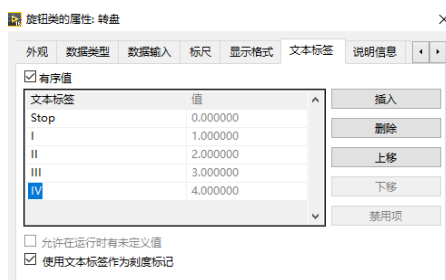 旋钮类的属性: 转盘
外观 数据类型 数据输入 标尺 显示格式 文本标签 说明信息
有序值
文本标签 值
Stop 0.000000
I 1.000000
II 2.000000
III 3.000000
IV 4.000000
插入
删除
上移
下移
禁用项
允许在运行时有未定义值
使用文本标签作为刻度标记